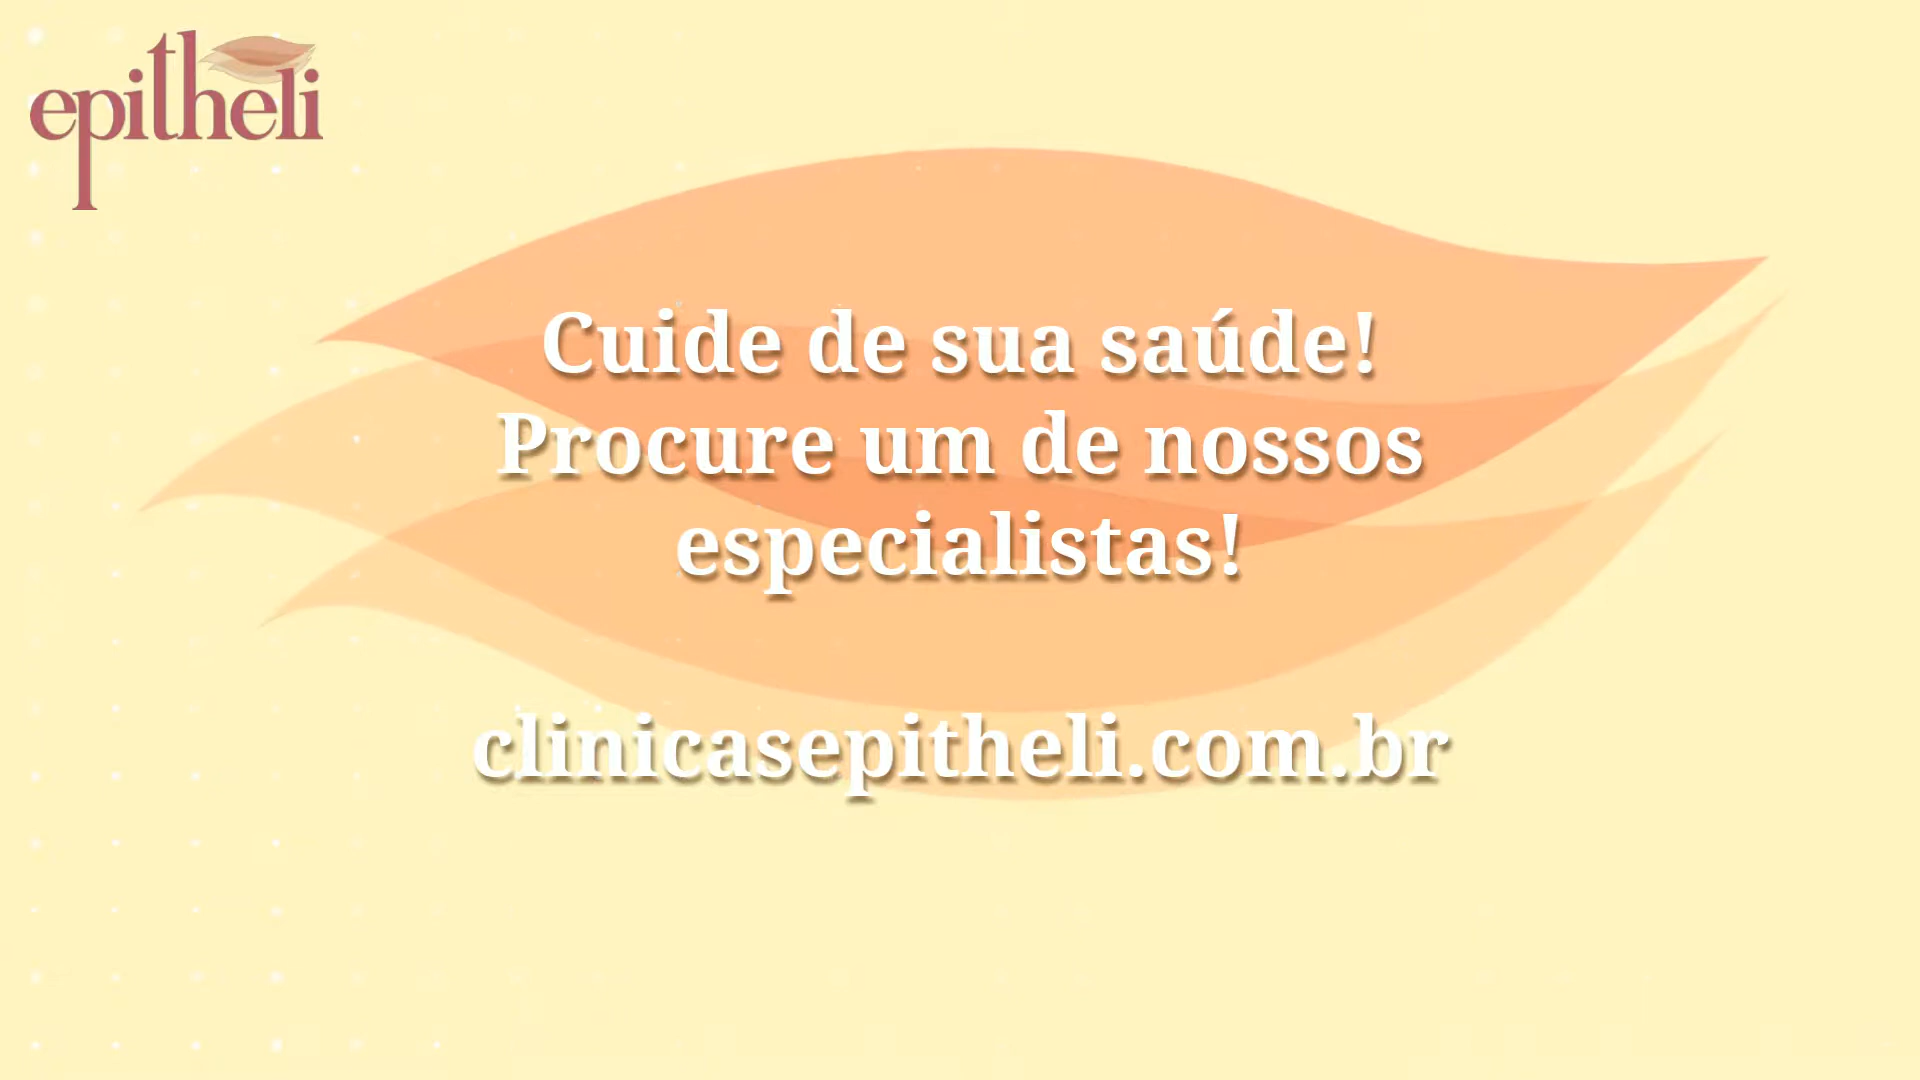 epitheli
Cuide de sua saúde!
Procure um de nossos
especialistas!
clinicasepitheli.com.br